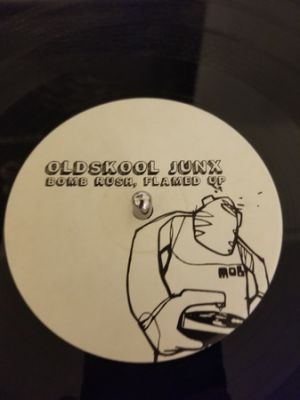 OLDSKOOL JUNX
BOMB RUSH, FLAMED UP
MOB